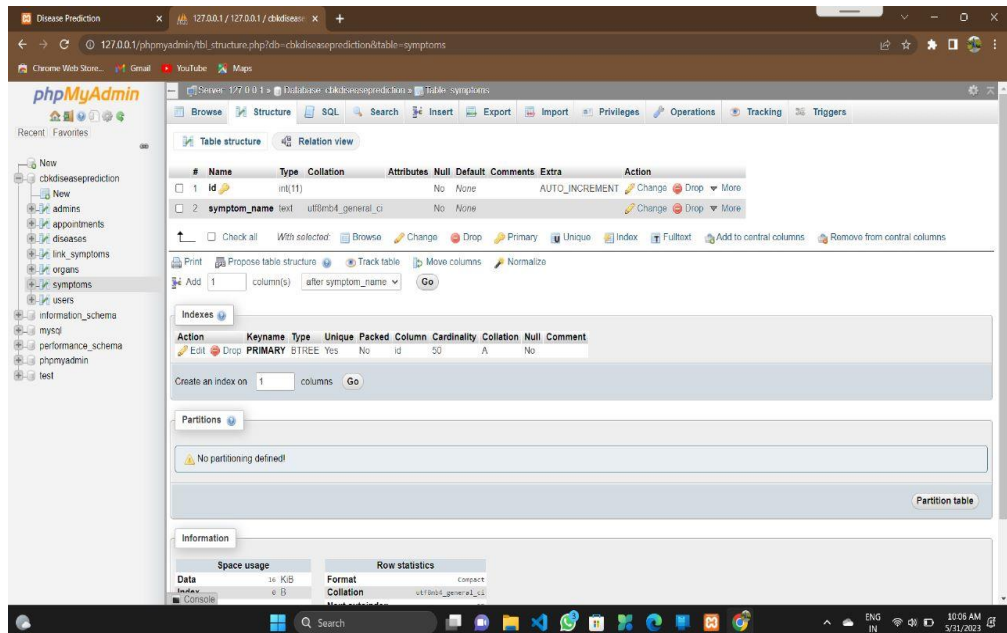 Disease Prediction
127.0.0.1 / 127.0.0.1 / cbkdisease
127.0.0.1/phpmyadmin/tbl_structure.php?db=cbkdiseaseprediction&table=symptoms
Chrome Web Store... Gmail YouTube Maps
phpMyAdmin
Recent Favorites
New
cbkdiseaseprediction
New
admins
appointments
diseases
link_symptoms
organs
symptoms
users
information_schema
mysql
performance_schema
phpmyadmin
test
Server: 127.0.0.1 » Database: cbkdiseaseprediction » Table: symptoms
Browse Structure SQL Search Insert Export Import Privileges Operations Tracking Triggers
Table structure Relation view
# Name Type Collation Attributes Null Default Comments Extra Action
1 id int(11) No None AUTO_INCREMENT Change Drop More
2 symptom_name text utf8mb4_general_ci No None Change Drop More
Check all With selected: Browse Change Drop Primary Unique Index Fulltext Add to central columns Remove from central columns
Print Propose table structure Track table Move columns Normalize
Add 1 column(s) after symptom_name Go
Indexes
Action Keyname Type Unique Packed Column Cardinality Collation Null Comment
Edit Drop PRIMARY BTREE Yes No id 50 A No
Create an index on 1 columns Go
Partitions
No partitioning defined!
Partition table
Information
Space usage
Data 16 KiB
Index 0 B
Row statistics
Format Compact
Collation utf8mb4_general_ci
Console
Search
ENG
IN
10:06 AM
5/31/2023